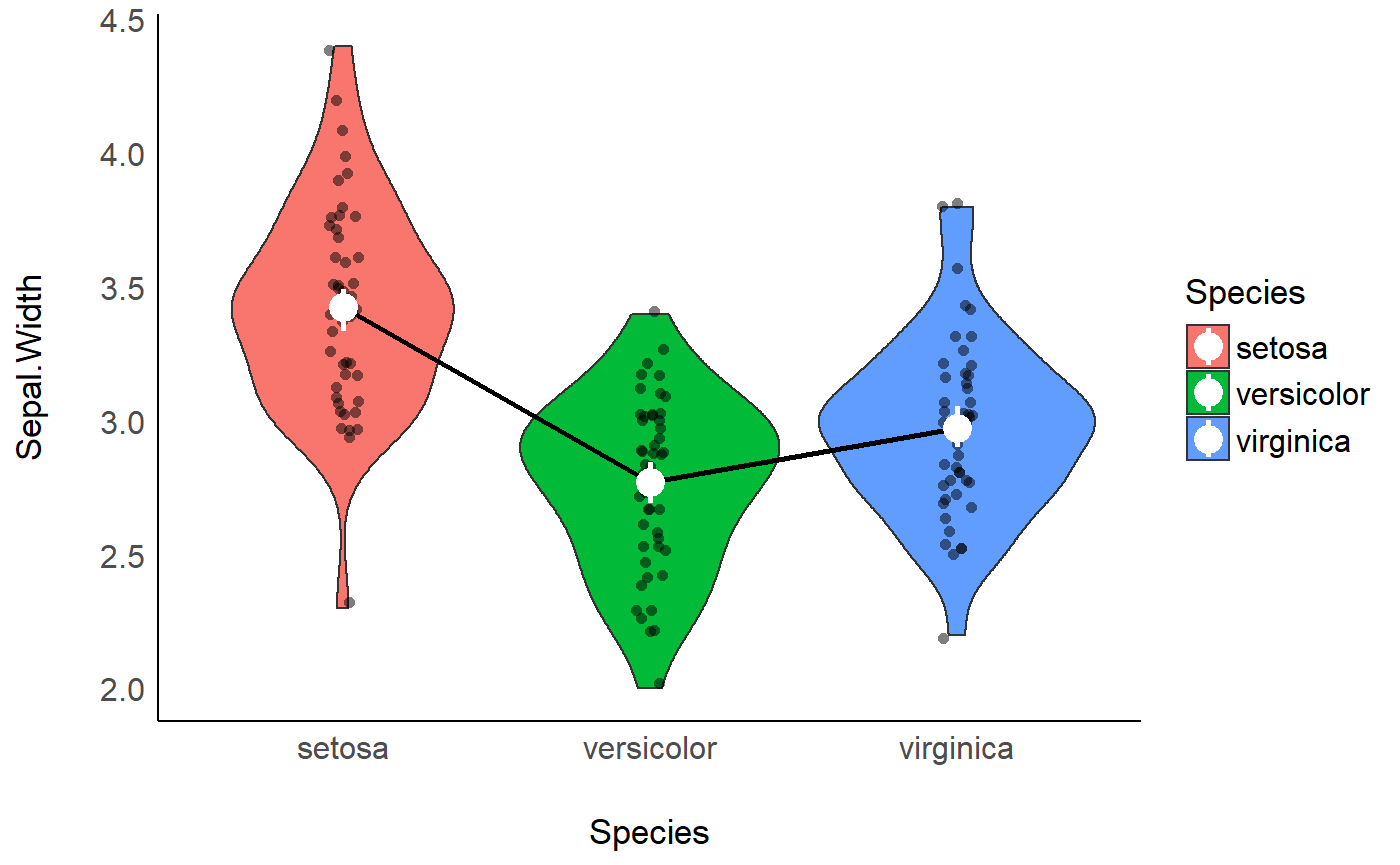 4.5
4.0
3.5
3.0
2.5
2.0
Sepal.Width
setosa
versicolor
virginica
Species
Species
setosa
versicolor
virginica